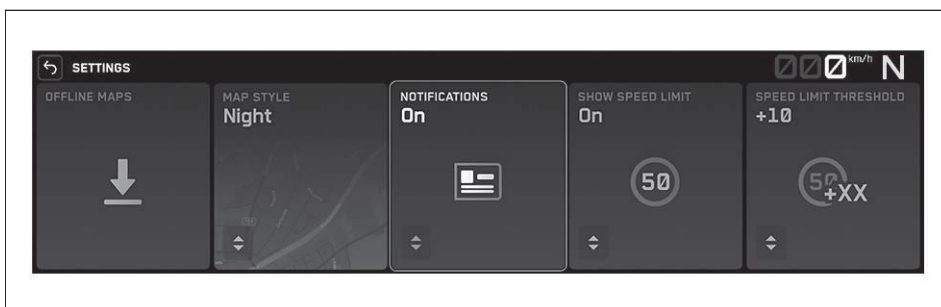 SETTINGS
000 km/h N
OFFLINE MAPS
MAP STYLE
Night
NOTIFICATIONS
On
SHOW SPEED LIMIT
On
50
SPEED LIMIT THRESHOLD
+10
50
+XX